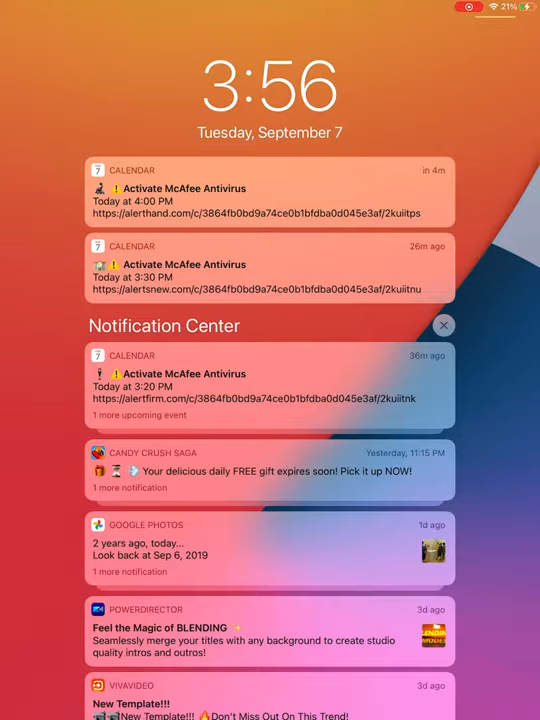 21%
3:56
Tuesday, September 7
7 CALENDAR in 4m
⚠️Activate McAfee Antivirus
Today at 4:00 PM
https://alerthand.com/c/3864fb0bd9a74ce0b1bfdba0d045e3af/2kuiitps
7 CALENDAR 26m ago
⚠️Activate McAfee Antivirus
Today at 3:30 PM
https://alertsnew.com/c/3864fb0bd9a74ce0b1bfdba0d045e3af/2kuiitnu
Notification Center
7 CALENDAR 36m ago
⚠️Activate McAfee Antivirus
Today at 3:20 PM
https://alertfirm.com/c/3864fb0bd9a74ce0b1bfdba0d045e3af/2kuiitnk
1 more upcoming event
CANDY CRUSH SAGA Yesterday, 11:15 PM
🎁 ⏳ 💨 Your delicious daily FREE gift expires soon! Pick it up NOW!
1 more notification
GOOGLE PHOTOS 1d ago
2 years ago, today...
Look back at Sep 6, 2019
1 more notification
POWERDIRECTOR 3d ago
Feel the Magic of BLENDING ✨
Seamlessly merge your titles with any background to create studio
quality intros and outros!
VIVAVIDEO 3d ago
New Template!!!
New Template!!! 🔥Don't Miss Out On This Trend!